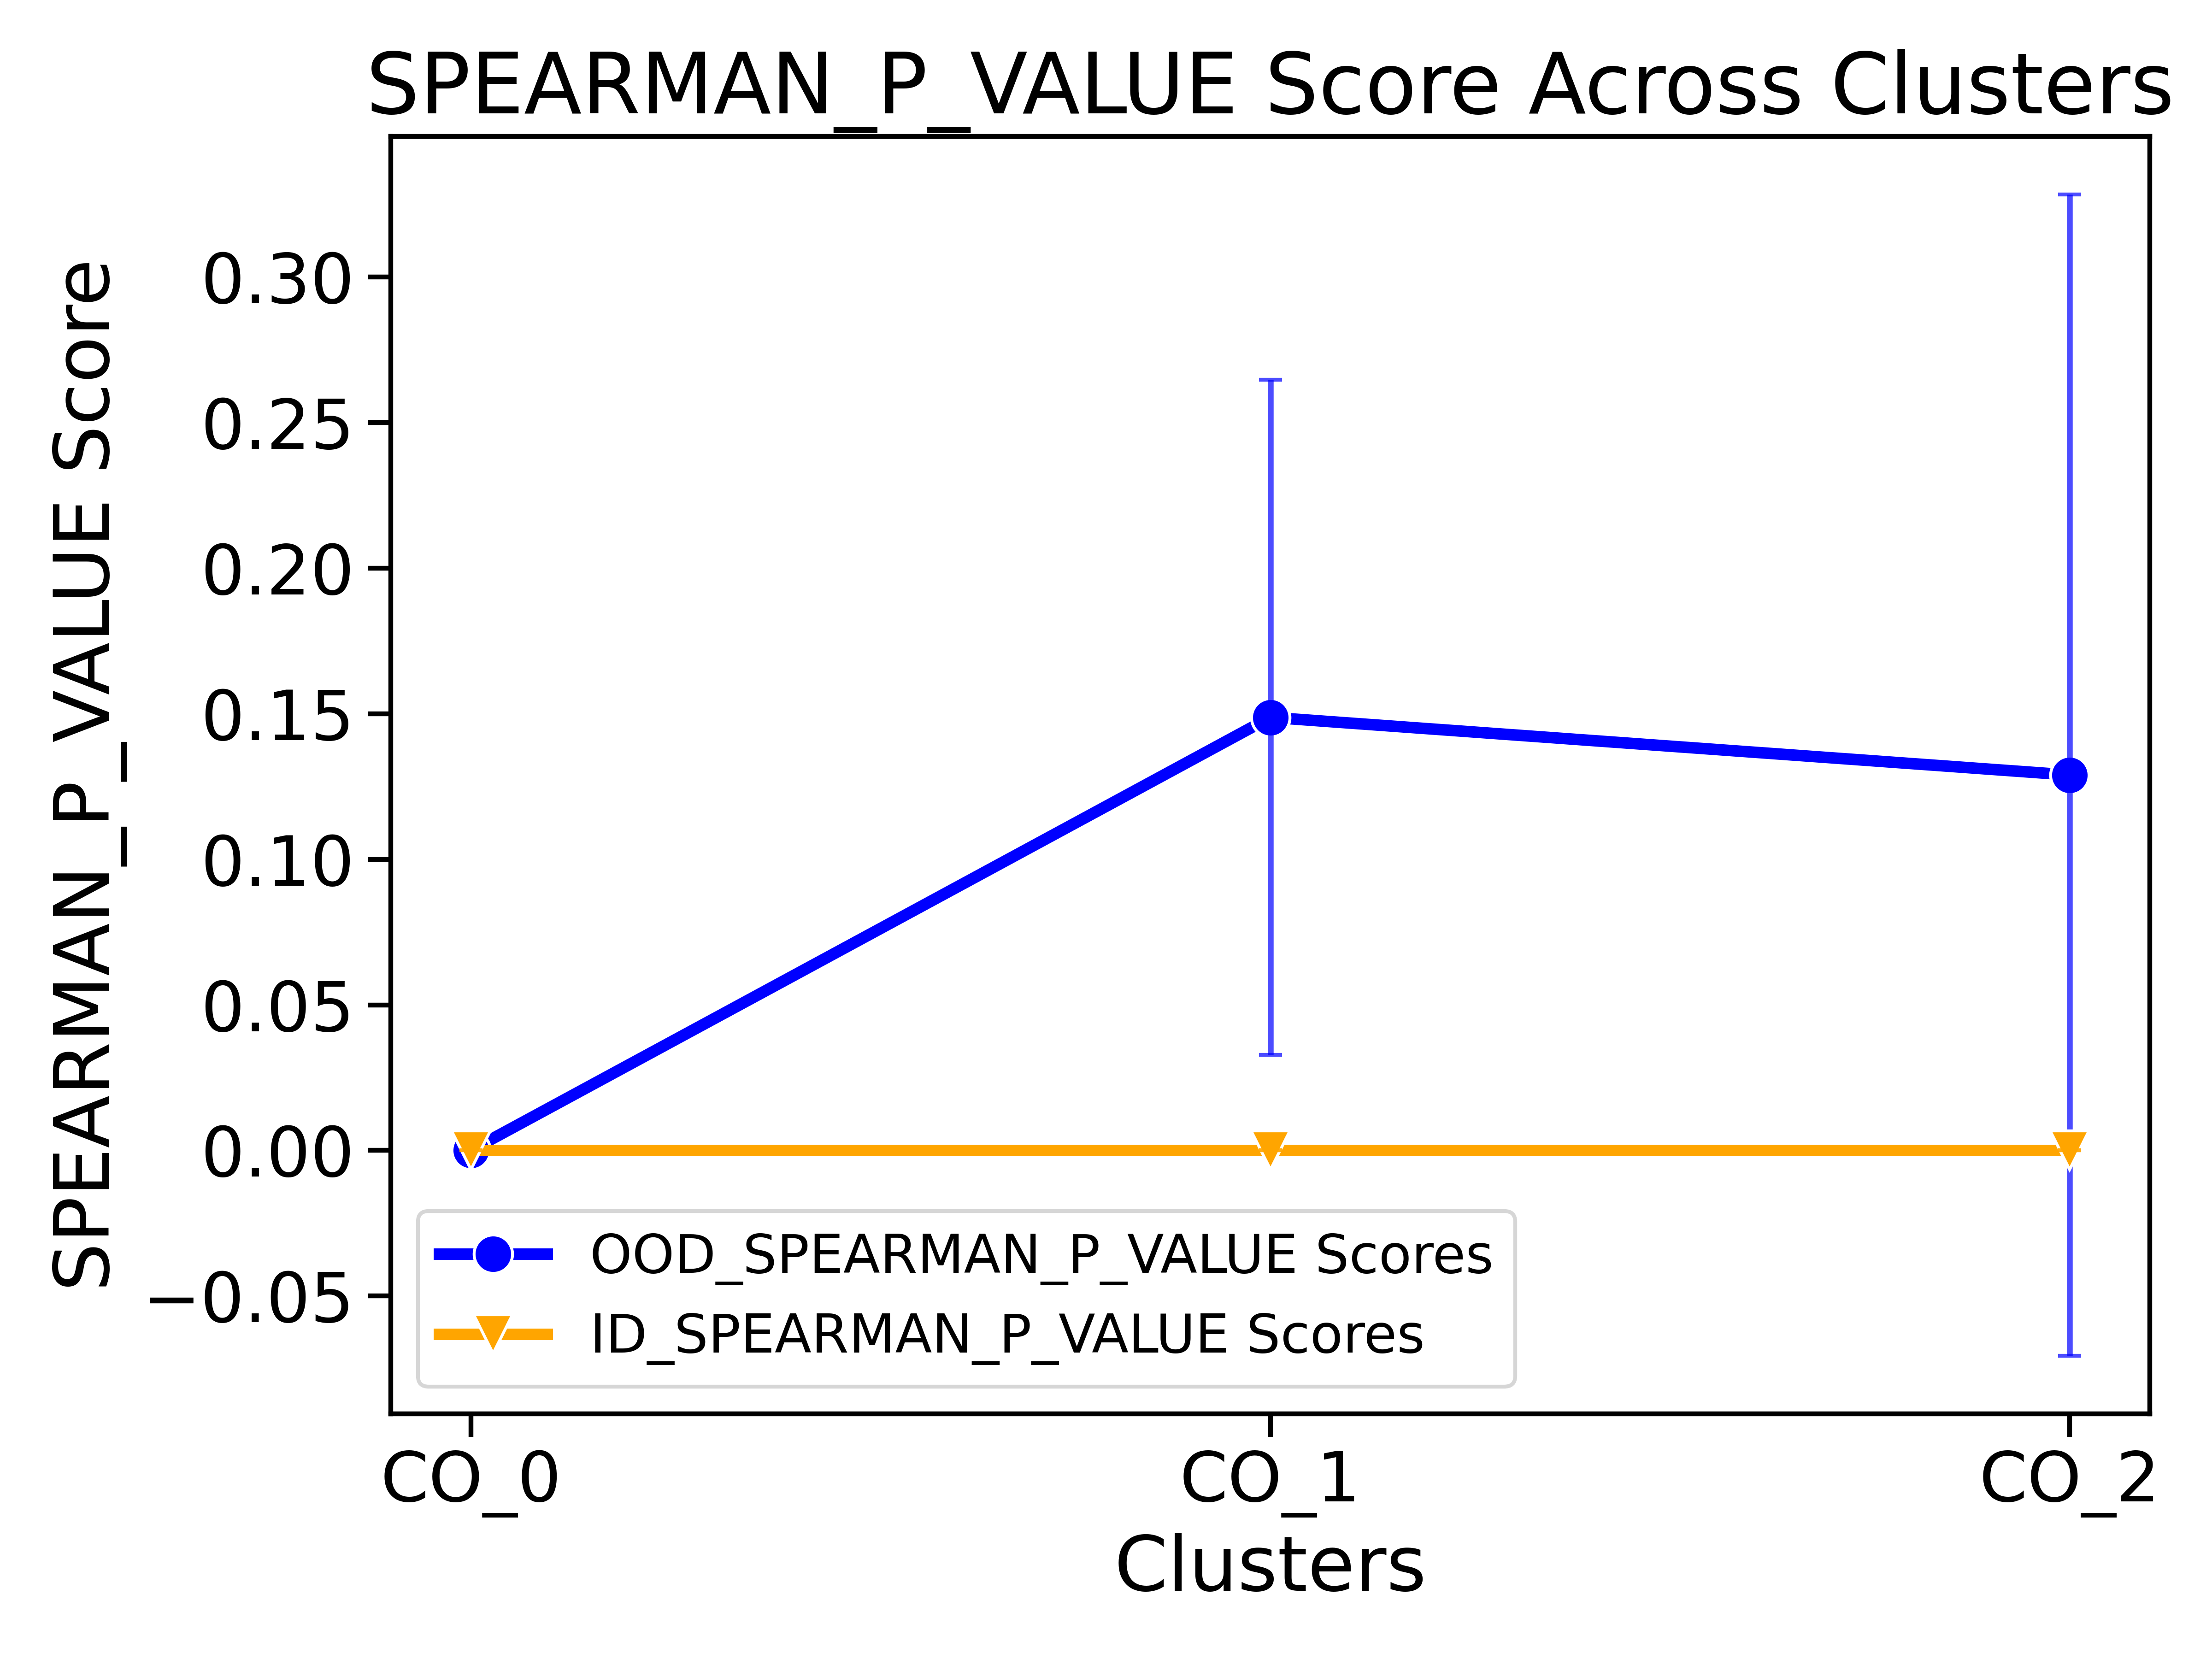 SPEARMAN_P_VALUE Score Across Clusters
SPEARMAN_P_VALUE Score
0.30
0.25
0.20
0.15
0.10
0.05
0.00
−0.05
OOD_SPEARMAN_P_VALUE Scores
ID_SPEARMAN_P_VALUE Scores
CO_0 CO_1 CO_2
Clusters